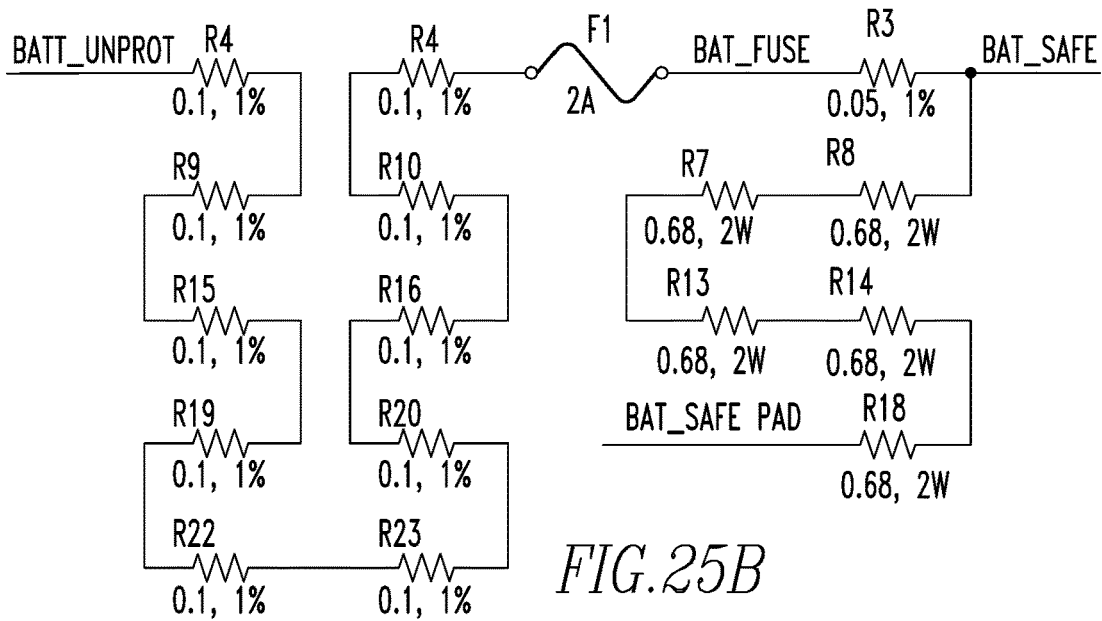 BATT_UNPROT R4 R4 F1 BAT_FUSE R3 BAT_SAFE
0.1, 1% 0.1, 1% 2A 0.05, 1%
R9 R10 R7 R8
0.1, 1% 0.1, 1% 0.68, 2W 0.68, 2W
R15 R16 R13 R14
0.1, 1% 0.1, 1% 0.68, 2W 0.68, 2W
R19 R20 BAT_SAFE PAD R18
0.1, 1% 0.1, 1% 0.68, 2W
R22 R23
0.1, 1% 0.1, 1%
FIG.25B